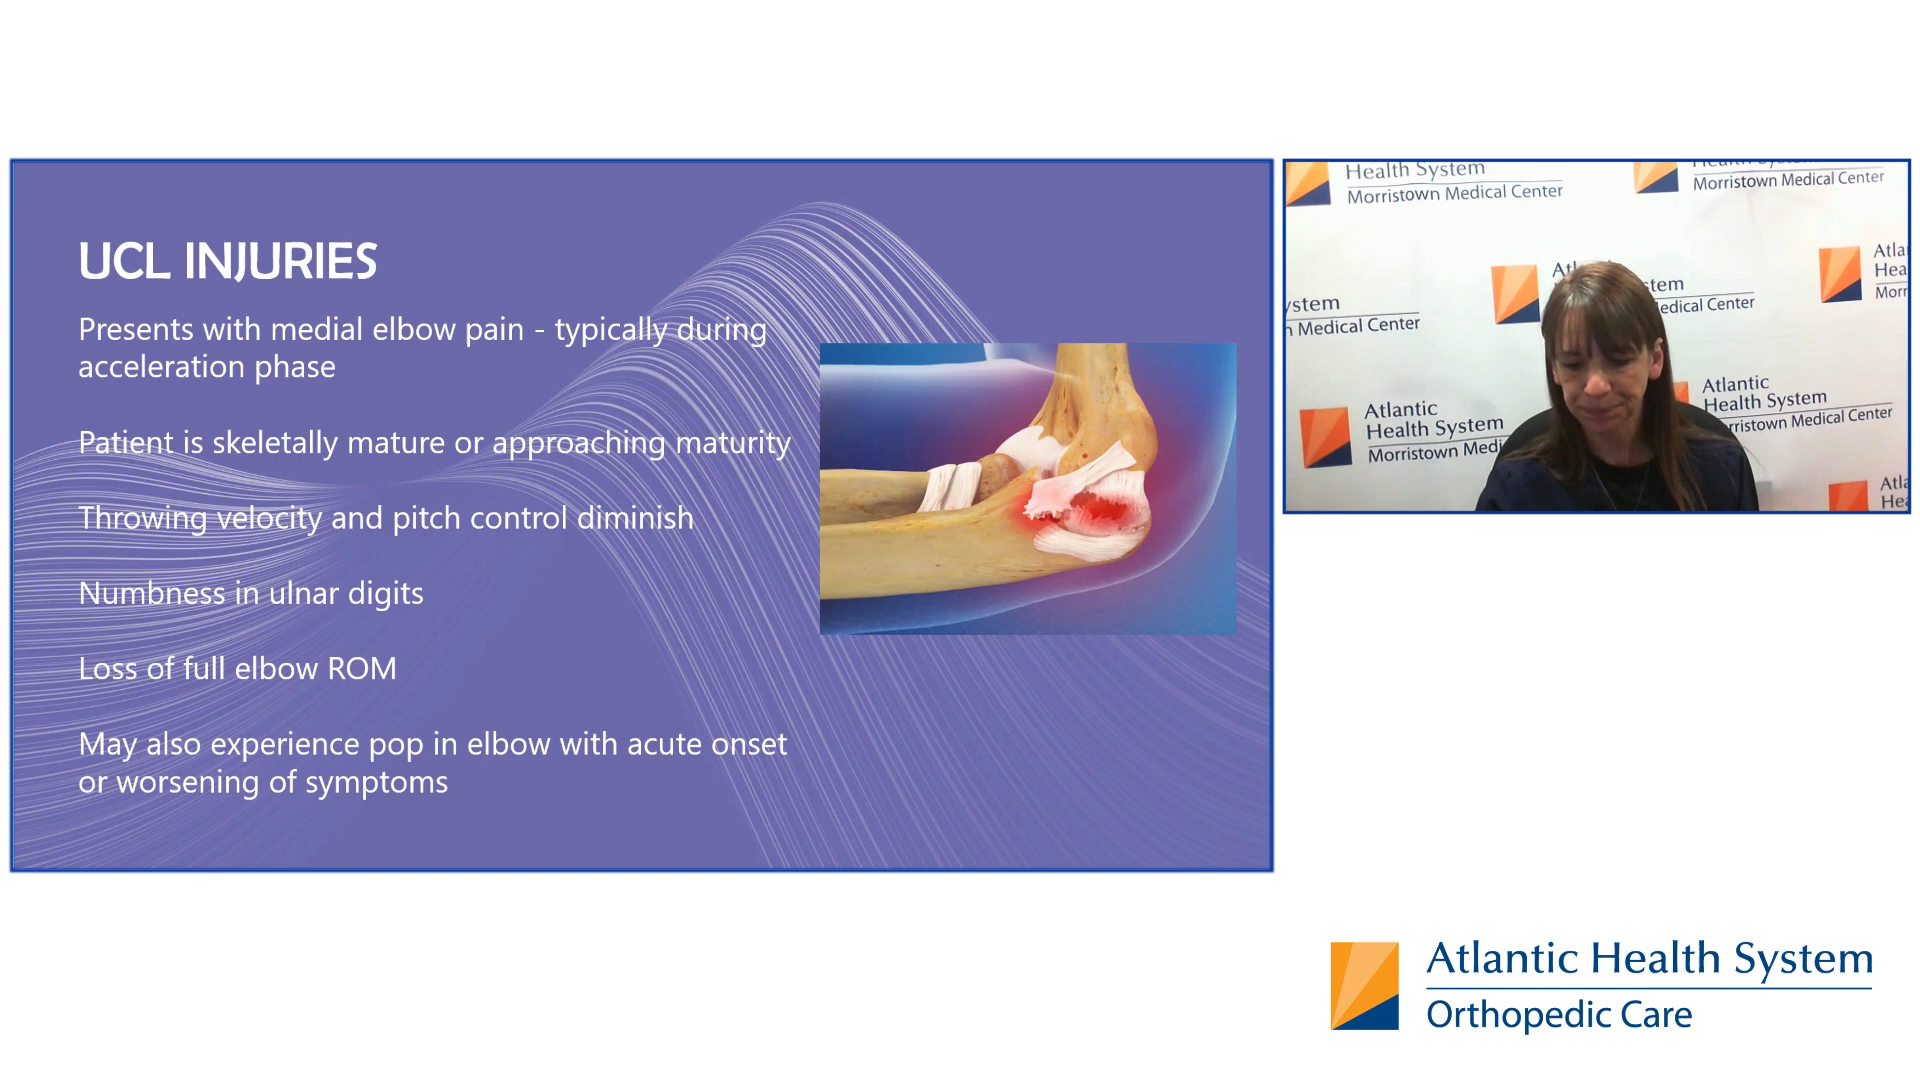 UCL INJURIES
Presents with medial elbow pain - typically during
acceleration phase
Patient is skeletally mature or approaching maturity
Throwing velocity and pitch control diminish
Numbness in ulnar digits
Loss of full elbow ROM
May also experience pop in elbow with acute onset
or worsening of symptoms
Health System
Morristown Medical Center
Morristown Medical Center
Medical Center
Atlantic
Health System
Atlantic
Health System
Morristown Medical Center
Atlantic Health System
Orthopedic Care